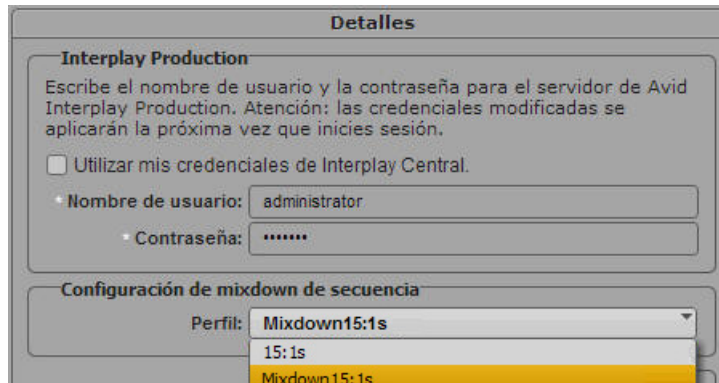 Detalles
Interplay Production
Escribe el nombre de usuario y la contraseña para el servidor de Avid
Interplay Production. Atención: las credenciales modificadas se
aplicarán la próxima vez que inicies sesión.
Utilizar mis credenciales de Interplay Central.
* Nombre de usuario: administrator
* Contraseña: •••••••
Configuración de mixdown de secuencia
Perfil: Mixdown15:1s
15:1s
Mixdown15:1s